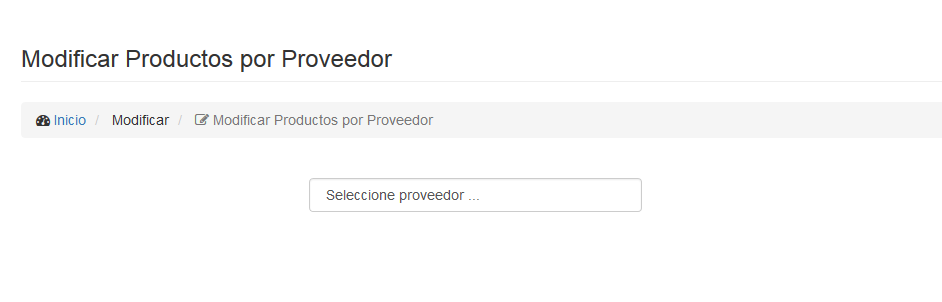 Modificar Productos por Proveedor
Inicio / Modificar / Modificar Productos por Proveedor
Seleccione proveedor ...